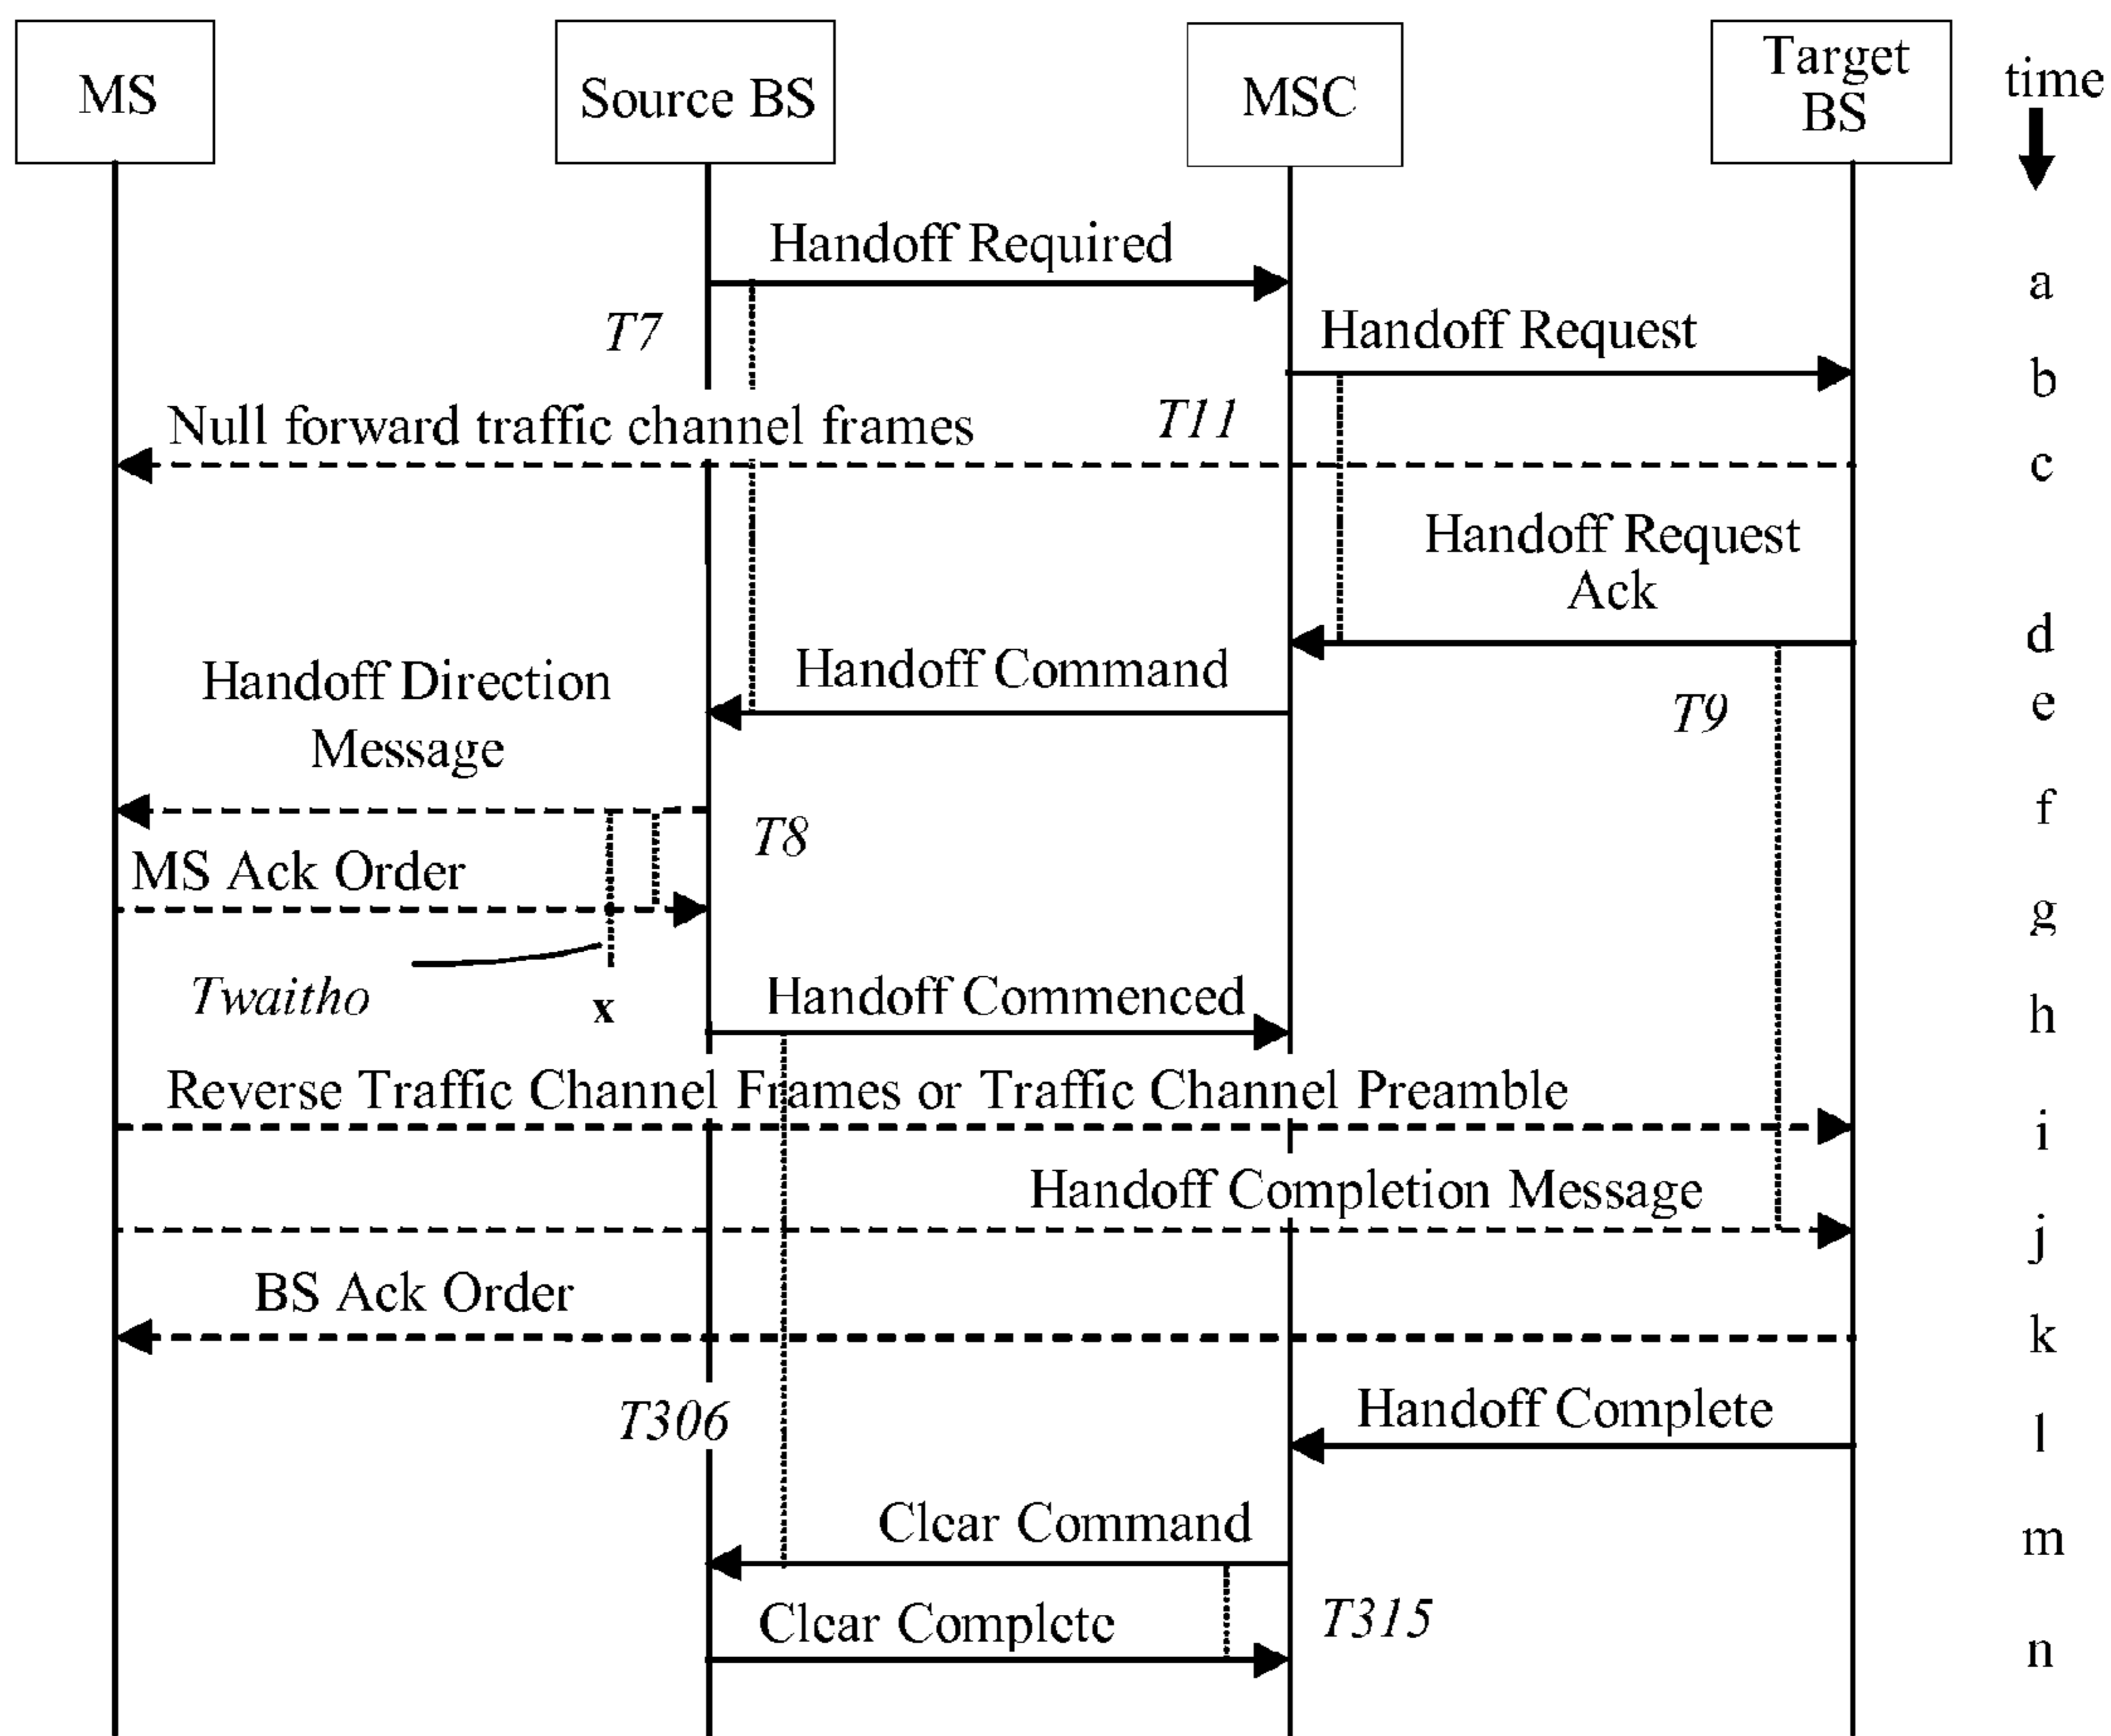 MS
Source BS
MSC
Target
BS
time
Handoff Required
a
T7
Handoff Request
b
Null forward traffic channel frames
T11
c
Handoff Request
Ack
d
Handoff Command
Handoff Direction
Message
T9
e
f
T8
MS Ack Order
g
Twaitho
x
Handoff Commenced
h
Reverse Traffic Channel Frames or Traffic Channel Preamble
i
Handoff Completion Message
j
BS Ack Order
k
T306
Handoff Complete
l
Clear Command
m
Clear Complete
T315
n